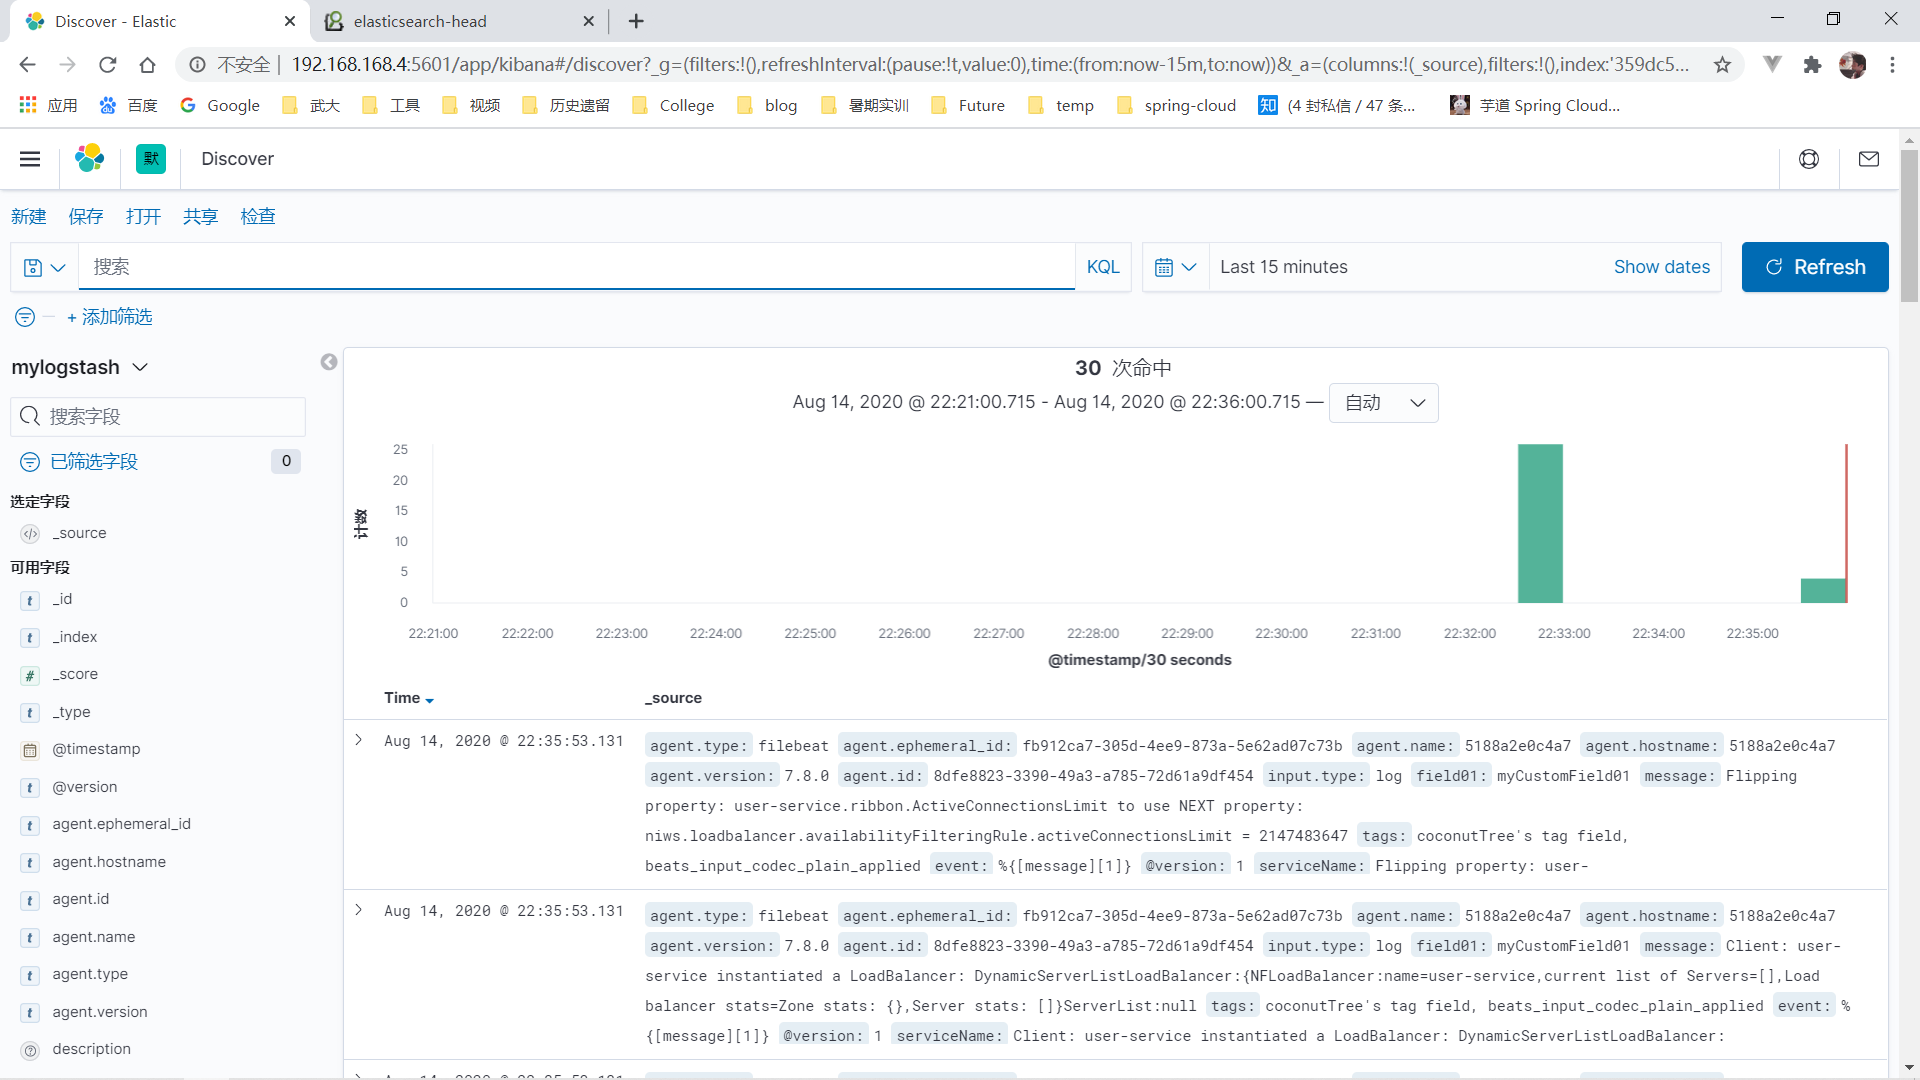 Discover - Elastic
elasticsearch-head
不安全 | 192.168.168.4:5601/app/kibana#/discover?_g=(filters:!(),refreshInterval:(pause:!t,value:0),time:(from:now-15m,to:now))&_a=(columns:!(_source),filters:!(),index:'359dc5...
应用 百度 Google 武大 工具 视频 历史遗留 College blog 暑期实训 Future temp spring-cloud 知 (4 封私信 / 47 条... 芋道 Spring Cloud...
默 Discover
新建 保存 打开 共享 检查
搜索 KQL Last 15 minutes Show dates Refresh
+ 添加筛选
mylogstash
搜索字段
已筛选字段 0
选定字段
_source
可用字段
t _id
t _index
# _score
t _type
@timestamp
t @version
t agent.ephemeral_id
t agent.hostname
t agent.id
t agent.name
t agent.type
t agent.version
? description
30 次命中
Aug 14, 2020 @ 22:21:00.715 - Aug 14, 2020 @ 22:36:00.715 — 自动
计数
25
20
15
10
5
0
22:21:00 22:22:00 22:23:00 22:24:00 22:25:00 22:26:00 22:27:00 22:28:00 22:29:00 22:30:00 22:31:00 22:32:00 22:33:00 22:34:00 22:35:00
@timestamp/30 seconds
Time _source
Aug 14, 2020 @ 22:35:53.131 agent.type: filebeat agent.ephemeral_id: fb912ca7-305d-4ee9-873a-5e62ad07c73b agent.name: 5188a2e0c4a7 agent.hostname: 5188a2e0c4a7
agent.version: 7.8.0 agent.id: 8dfe8823-3390-49a3-a785-72d61a9df454 input.type: log field01: myCustomField01 message: Flipping
property: user-service.ribbon.ActiveConnectionsLimit to use NEXT property:
niws.loadbalancer.availabilityFilteringRule.activeConnectionsLimit = 2147483647 tags: coconutTree's tag field,
beats_input_codec_plain_applied event: %{[message][1]} @version: 1 serviceName: Flipping property: user-
Aug 14, 2020 @ 22:35:53.131 agent.type: filebeat agent.ephemeral_id: fb912ca7-305d-4ee9-873a-5e62ad07c73b agent.name: 5188a2e0c4a7 agent.hostname: 5188a2e0c4a7
agent.version: 7.8.0 agent.id: 8dfe8823-3390-49a3-a785-72d61a9df454 input.type: log field01: myCustomField01 message: Client: user-
service instantiated a LoadBalancer: DynamicServerListLoadBalancer:{NFLoadBalancer:name=user-service,current list of Servers=[],Load
balancer stats=Zone stats: {},Server stats: []}ServerList:null tags: coconutTree's tag field, beats_input_codec_plain_applied event: %
{[message][1]} @version: 1 serviceName: Client: user-service instantiated a LoadBalancer: DynamicServerListLoadBalancer: